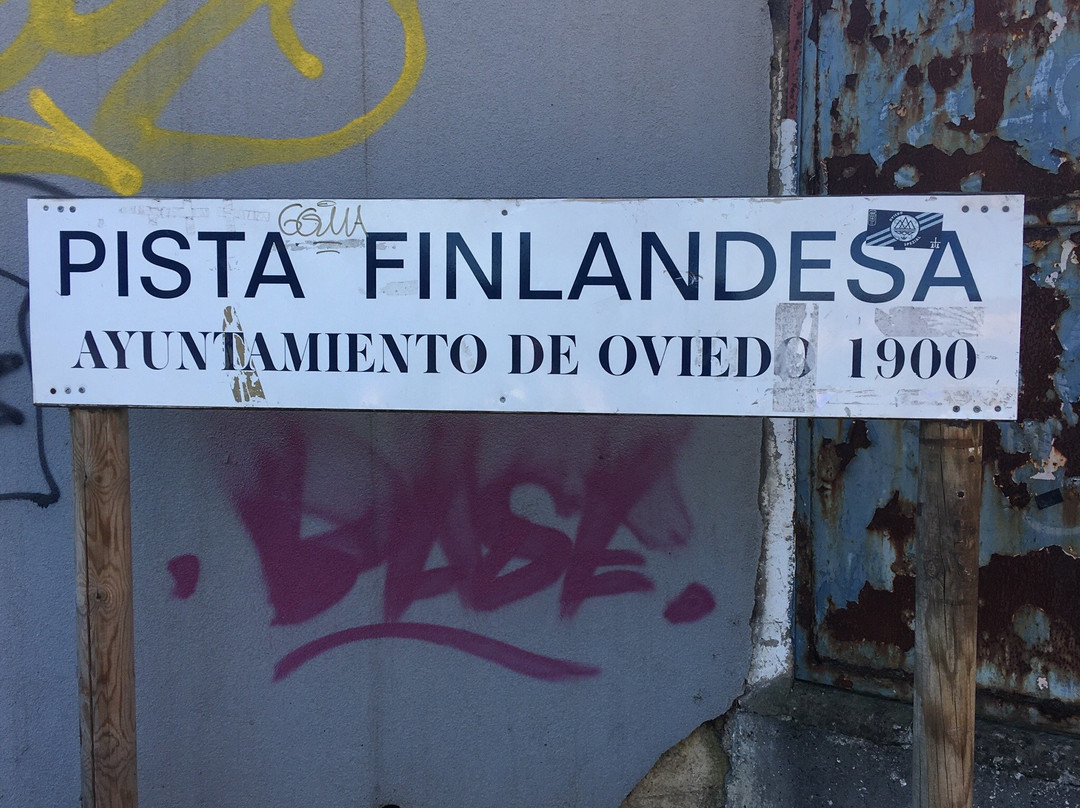 PISTA FINLANDESA
AYUNTAMIENTO DE OVIEDO 1900